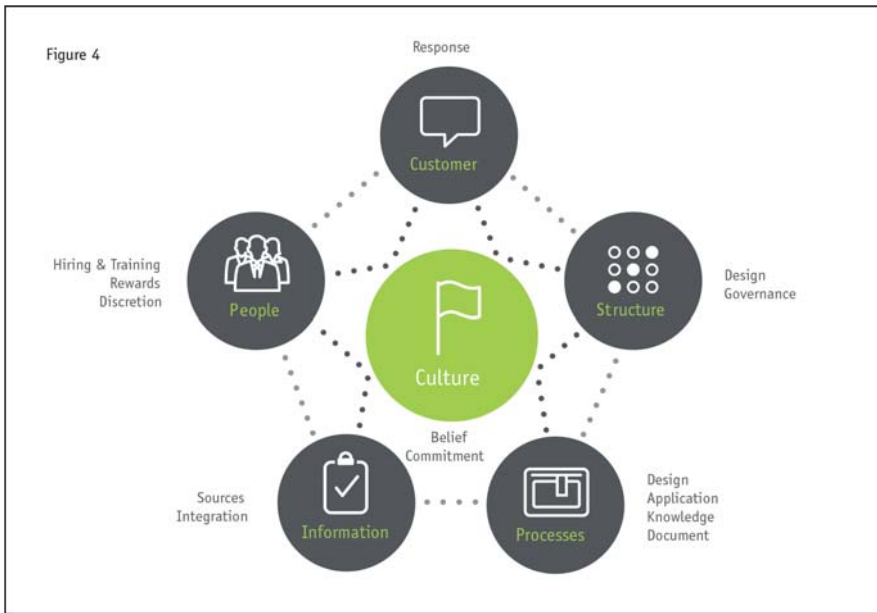 Figure 4
Response
Customer
Hiring & Training
Rewards
Discretion
People
Structure
Design
Governance
Culture
Belief
Commitment
Sources
Integration
Information
Processes
Design
Application
Knowledge
Document